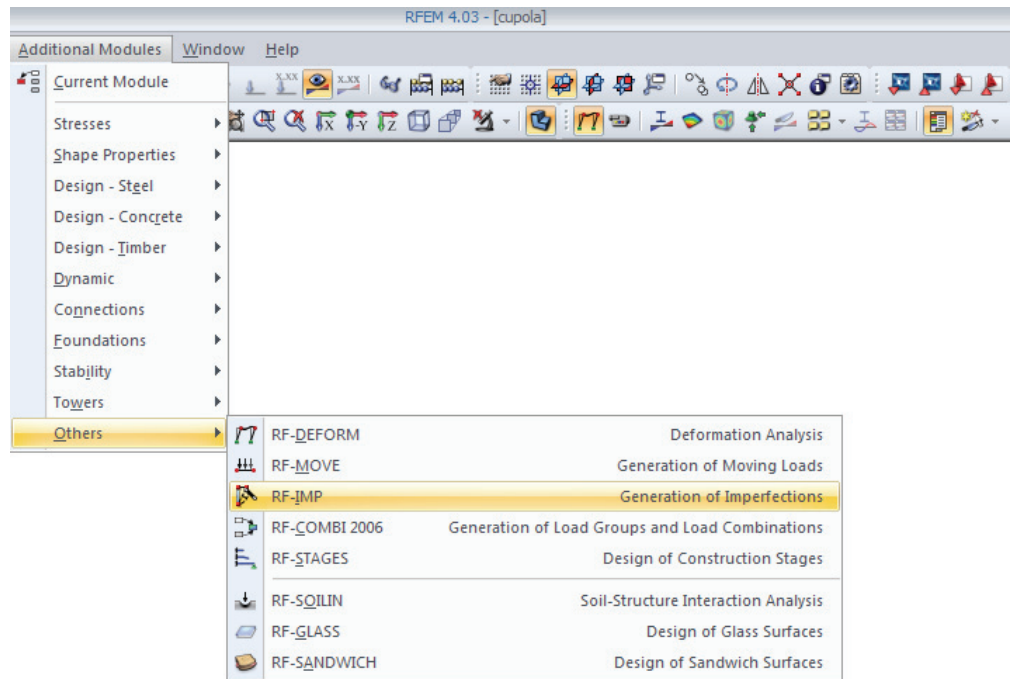 RFEM 4.03 - [cupola]
Additional Modules Window Help
Current Module
Stresses
Shape Properties
Design - Steel
Design - Concrete
Design - Timber
Dynamic
Connections
Foundations
Stability
Towers
Others
RF-DEFORM Deformation Analysis
RF-MOVE Generation of Moving Loads
RF-IMP Generation of Imperfections
RF-COMBI 2006 Generation of Load Groups and Load Combinations
RF-STAGES Design of Construction Stages
RF-SOILIN Soil-Structure Interaction Analysis
RF-GLASS Design of Glass Surfaces
RF-SANDWICH Design of Sandwich Surfaces